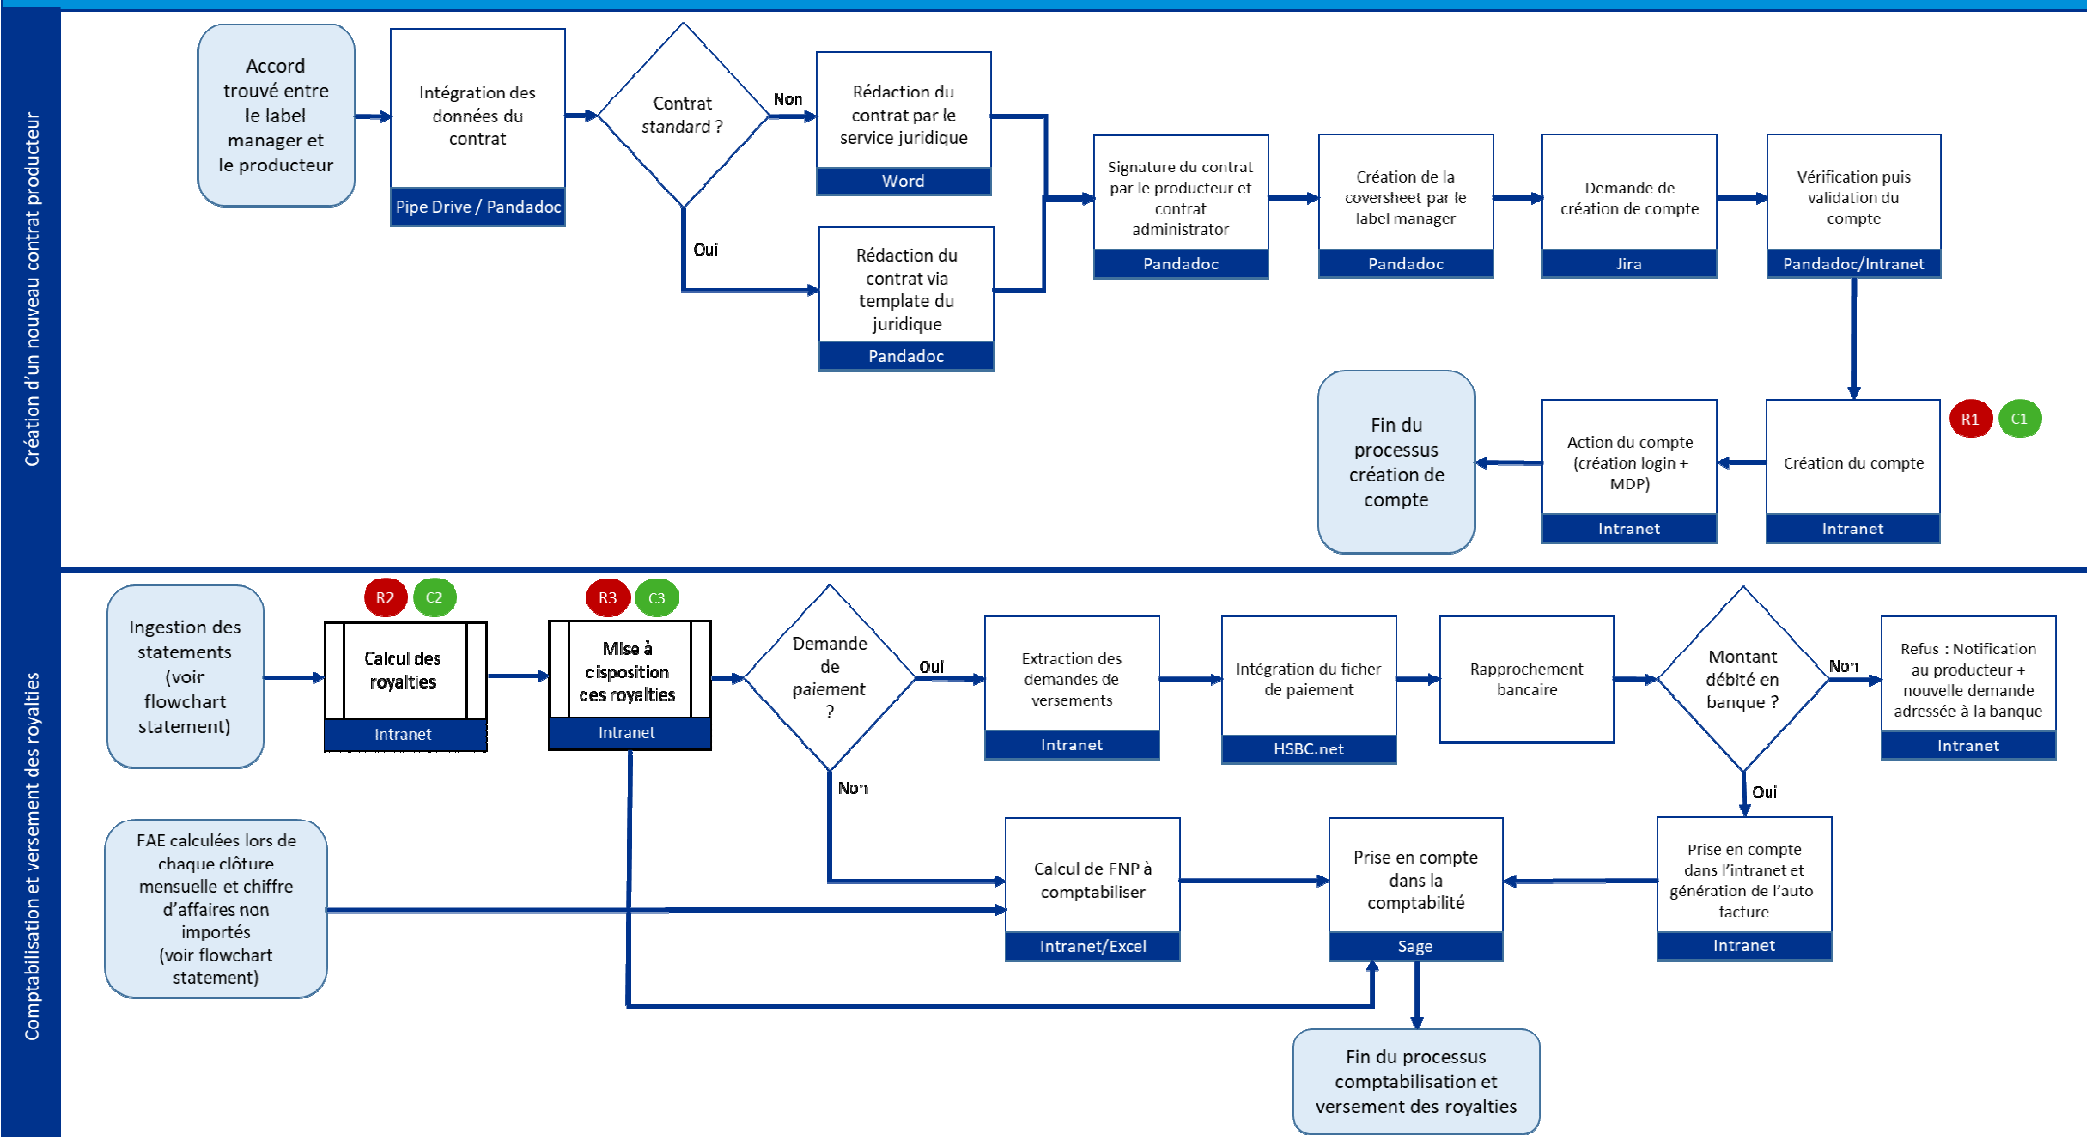 Création d'un nouveau contrat producteur
Accord
trouvé entre
le label
manager et
le producteur
Intégration des
données du
contrat
Pipe Drive / Pandadoc
Contrat
standard ?
Non
Oui
Rédaction du
contrat par le
service juridique
Word
Rédaction du
contrat via
template du
juridique
Pandadoc
Signature du contrat
par le producteur et
contrat
administrator
Pandadoc
Création de la
coversheet par le
label manager
Pandadoc
Demande de
création de compte
Jira
Vérification puis
validation du
compte
Pandadoc/Intranet
R1
C1
Création du compte
Intranet
Action du compte
(création login +
MDP)
Intranet
Fin du
processus
création de
compte
Comptabilisation et versement des royalties
Ingestion des
statements
(voir
flowchart
statement)
R2
C2
Calcul des
royalties
Intranet
R3
C3
Mise à
cisposition
ces royalties
Intranet
Demande
de
paiement
?
Oui
Non
Extraction des
demandes de
versements
Intranet
Intégration du ficher
de paiement
HSBC.net
Rapprochement
bancaire
Montant
débité en
banque ?
Non
Oui
Refus : Notification
au producteur +
nouvelle demande
adressée à la banque
Intranet
FAE calculées lors de
chaque clôture
mensuelle et chiffre
d'affaires non
importés
(voir flowchart
statement)
Calcul de FNP à
comptabiliser
Intranet/Excel
Prise en compte
dans la
comptabilité
Sage
Prise en compte
dans l'intranet et
génération de l'auto
facture
Intranet
Fin du processus
comptabilisation et
versement des royalties